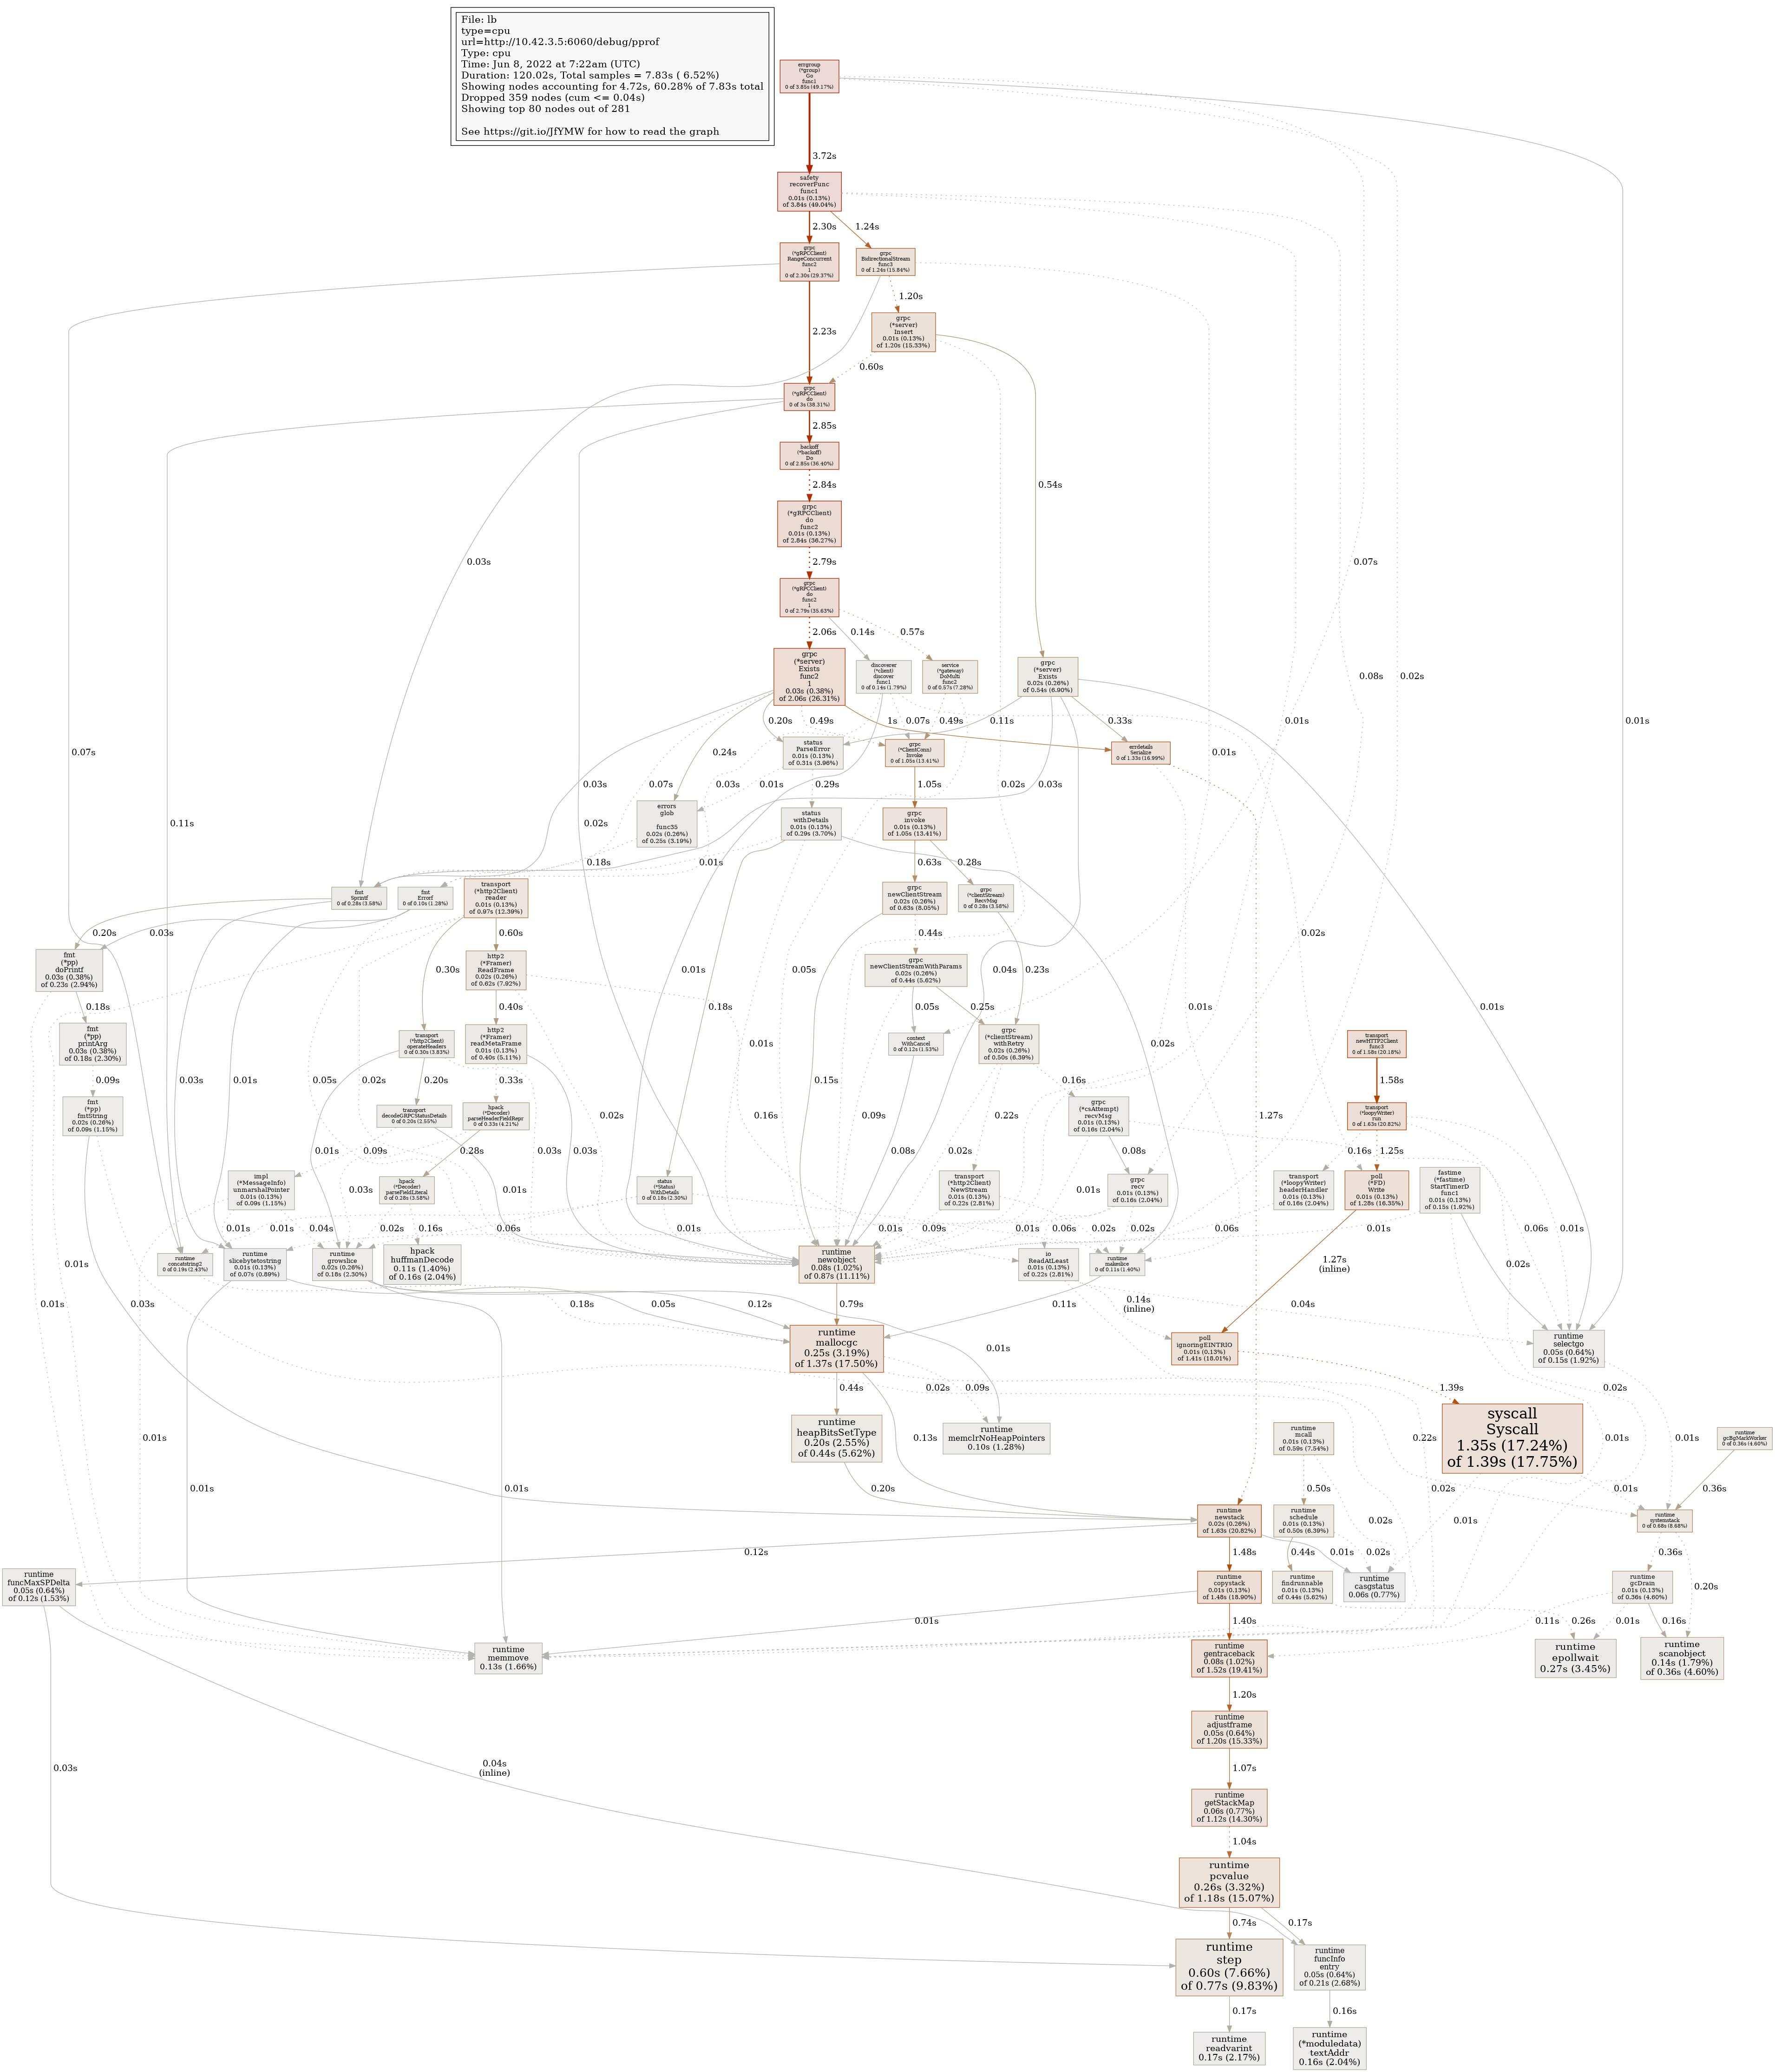 File: lb
type=cpu
url=http://10.42.3.5:6060/debug/pprof
Type: cpu
Time: Jun 8, 2022 at 7:22am (UTC)
Duration: 120.02s, Total samples = 7.83s ( 6.52%)
Showing nodes accounting for 4.72s, 60.28% of 7.83s total
Dropped 359 nodes (cum <= 0.04s)
Showing top 80 nodes out of 281
See https://git.io/JfYMW for how to read the graph
errgroup
(*group)
Go
func1
0 of 3.85s (49.17%)
3.72s
safety
recoverFunc
func1
0.01s (0.13%)
of 3.84s (49.04%)
2.30s
1.24s
grpc
(*gRPCClient)
RangeConcurrent
func2
1
0 of 2.30s (29.37%)
grpc
BidirectionalStream
func3
0 of 1.24s (15.84%)
1.20s
grpc
(*server)
Insert
0.01s (0.13%)
of 1.20s (15.33%)
2.23s
0.60s
grpc
(*gRPCClient)
do
0 of 3s (38.31%)
2.85s
backoff
(*backoff)
Do
0 of 2.85s (36.40%)
2.84s
0.54s
grpc
(*gRPCClient)
do
func2
0.01s (0.13%)
of 2.84s (36.27%)
0.03s
2.79s
0.07s
grpc
(*gRPCClient)
do
func2
1
0 of 2.79s (35.63%)
2.06s
0.14s
0.57s
grpc
(*server)
Exists
func2
1
0.03s (0.38%)
of 2.06s (26.31%)
discoverer
(*client)
discover
func1
0 of 0.14s (1.79%)
service
(*gateway)
DoMulti
func2
0 of 0.57s (7.28%)
grpc
(*server)
Exists
0.02s (0.26%)
of 0.54s (6.90%)
0.08s
0.02s
0.01s
0.20s
0.49s
1s
0.07s
0.49s
0.11s
0.33s
0.01s
0.07s
0.24s
status
ParseError
0.01s (0.13%)
of 0.31s (3.96%)
grpc
(*ClientConn)
Invoke
0 of 1.05s (13.41%)
errdetails
Serialize
0 of 1.33s (16.99%)
0.01s
0.03s
0.07s
0.03s
0.01s
0.29s
1.05s
0.02s
0.03s
0.11s
errors
glob
func35
0.02s (0.26%)
of 0.25s (3.19%)
0.02s
status
withDetails
0.01s (0.13%)
of 0.29s (3.70%)
grpc
invoke
0.01s (0.13%)
of 1.05s (13.41%)
0.18s
0.01s
0.63s
0.28s
fmt
Sprintf
0 of 0.28s (3.58%)
fmt
Errorf
0 of 0.10s (1.28%)
transport
(*http2Client)
reader
0.01s (0.13%)
of 0.97s (12.39%)
grpc
newClientStream
0.02s (0.26%)
of 0.63s (8.05%)
grpc
(*clientStream)
RecvMsg
0 of 0.28s (3.58%)
0.20s
0.03s
0.60s
0.44s
0.02s
fmt
(*pp)
doPrintf
0.03s (0.38%)
of 0.23s (2.94%)
0.30s
http2
(*Framer)
ReadFrame
0.02s (0.26%)
of 0.62s (7.92%)
0.01s
0.05s
grpc
newClientStreamWithParams
0.02s (0.26%)
of 0.44s (5.62%)
0.04s
0.23s
0.18s
0.40s
0.18s
0.05s
0.25s
0.01s
0.01s
fmt
(*pp)
printArg
0.03s (0.38%)
of 0.18s (2.30%)
transport
(*http2Client)
operateHeaders
0 of 0.30s (3.83%)
http2
(*Framer)
readMetaFrame
0.01s (0.13%)
of 0.40s (5.11%)
0.01s
context
WithCancel
0 of 0.12s (1.53%)
grpc
(*clientStream)
withRetry
0.02s (0.26%)
of 0.50s (6.39%)
0.02s
transport
newHTTP2Client
func3
0 of 1.58s (20.18%)
0.09s
0.03s
0.01s
0.05s
0.02s
0.20s
0.33s
0.15s
0.16s
1.58s
fmt
(*pp)
fmtString
0.02s (0.26%)
of 0.09s (1.15%)
transport
decodeGRPCStatusDetails
0 of 0.20s (2.55%)
hpack
(*Decoder)
parseHeaderFieldRepr
0 of 0.33s (4.21%)
0.02s
0.16s
0.09s
0.22s
grpc
(*csAttempt)
recvMsg
0.01s (0.13%)
of 0.16s (2.04%)
1.27s
transport
(*loopyWriter)
run
0 of 1.63s (20.82%)
0.01s
0.09s
0.28s
0.03s
0.03s
0.08s
0.02s
0.08s
0.16s
1.25s
impl
(*MessageInfo)
unmarshalPointer
0.01s (0.13%)
of 0.09s (1.15%)
0.03s
hpack
(*Decoder)
parseFieldLiteral
0 of 0.28s (3.58%)
0.01s
status
(*Status)
WithDetails
0 of 0.18s (2.30%)
transport
(*http2Client)
NewStream
0.01s (0.13%)
of 0.22s (2.81%)
0.01s
grpc
recv
0.01s (0.13%)
of 0.16s (2.04%)
transport
(*loopyWriter)
headerHandler
0.01s (0.13%)
of 0.16s (2.04%)
poll
(*FD)
Write
0.01s (0.13%)
of 1.28s (16.35%)
fastime
(*fastime)
StartTimerD
func1
0.01s (0.13%)
of 0.15s (1.92%)
0.01s
0.01s
0.04s
0.02s
0.16s
0.06s
0.01s
0.01s
0.09s
0.01s
0.06s
0.02s
0.02s
0.06s
0.01s
0.06s
0.01s
runtime
concatstring2
0 of 0.19s (2.43%)
runtime
slicebytetostring
0.01s (0.13%)
of 0.07s (0.89%)
runtime
growslice
0.02s (0.26%)
of 0.18s (2.30%)
hpack
huffmanDecode
0.11s (1.40%)
of 0.16s (2.04%)
runtime
newobject
0.08s (1.02%)
of 0.87s (11.11%)
io
ReadAtLeast
0.01s (0.13%)
of 0.22s (2.81%)
runtime
makeslice
0 of 0.11s (1.40%)
1.27s
(inline)
0.02s
0.01s
0.01s
0.03s
0.18s
0.05s
0.12s
0.79s
0.11s
0.14s
(inline)
0.04s
runtime
mallocgc
0.25s (3.19%)
of 1.37s (17.50%)
0.01s
poll
ignoringEINTRIO
0.01s (0.13%)
of 1.41s (18.01%)
runtime
selectgo
0.05s (0.64%)
of 0.15s (1.92%)
0.44s
0.02s
0.09s
1.39s
0.02s
runtime
heapBitsSetType
0.20s (2.55%)
of 0.44s (5.62%)
0.13s
runtime
memclrNoHeapPointers
0.10s (1.28%)
runtime
mcall
0.01s (0.13%)
of 0.59s (7.54%)
0.22s
syscall
Syscall
1.35s (17.24%)
of 1.39s (17.75%)
0.01s
0.01s
runtime
gcBgMarkWorker
0 of 0.36s (4.60%)
0.01s
0.01s
0.01s
0.20s
0.50s
0.02s
0.01s
0.36s
runtime
newstack
0.02s (0.26%)
of 1.63s (20.82%)
runtime
schedule
0.01s (0.13%)
of 0.50s (6.39%)
0.02s
0.01s
runtime
systemstack
0 of 0.68s (8.68%)
0.12s
1.48s
0.44s
0.01s
0.02s
0.36s
runtime
funcMaxSPDelta
0.05s (0.64%)
of 0.12s (1.53%)
runtime
copystack
0.01s (0.13%)
of 1.48s (18.90%)
runtime
findrunnable
0.01s (0.13%)
of 0.44s (5.62%)
runtime
casgstatus
0.06s (0.77%)
runtime
gcDrain
0.01s (0.13%)
of 0.36s (4.60%)
0.20s
0.01s
1.40s
0.11s
0.26s
0.01s
0.16s
runtime
memmove
0.13s (1.66%)
runtime
gentraceback
0.08s (1.02%)
of 1.52s (19.41%)
runtime
epollwait
0.27s (3.45%)
runtime
scanobject
0.14s (1.79%)
of 0.36s (4.60%)
1.20s
runtime
adjustframe
0.05s (0.64%)
of 1.20s (15.33%)
0.03s
0.04s
(inline)
1.07s
runtime
getStackMap
0.06s (0.77%)
of 1.12s (14.30%)
1.04s
runtime
pcvalue
0.26s (3.32%)
of 1.18s (15.07%)
0.74s
0.17s
runtime
step
0.60s (7.66%)
of 0.77s (9.83%)
runtime
funcInfo
entry
0.05s (0.64%)
of 0.21s (2.68%)
0.17s
0.16s
runtime
readvarint
0.17s (2.17%)
runtime
(*moduledata)
textAddr
0.16s (2.04%)